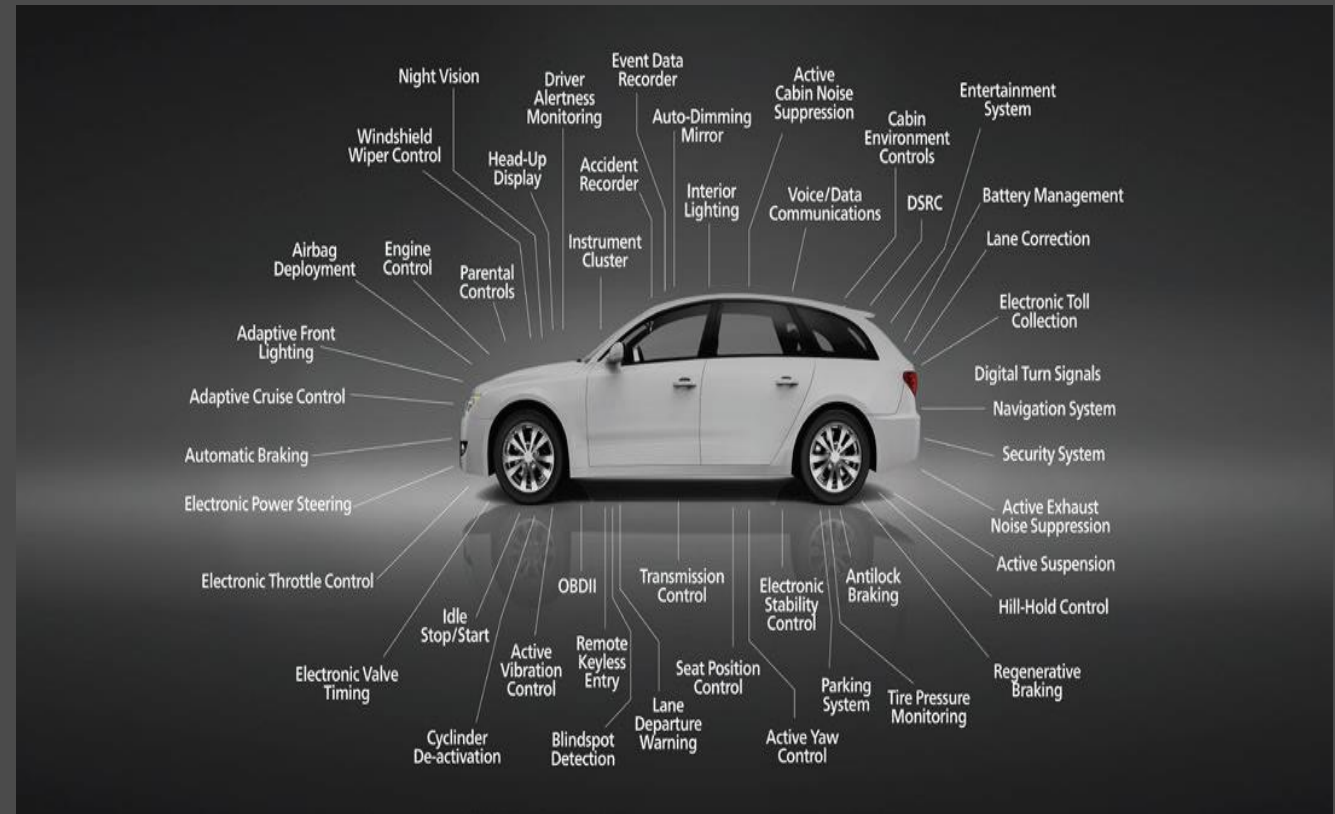 Night Vision
Driver
Alertness
Monitoring
Event Data
Recorder
Active
Cabin Noise
Suppression
Entertainment
System
Windshield
Wiper Control
Head-Up
Display
Accident
Recorder
Auto-Dimming
Mirror
Cabin
Environment
Controls
Interior
Lighting
Voice/Data
Communications
DSRC
Battery Management
Lane Correction
Airbag
Deployment
Engine
Control
Parental
Controls
Instrument
Cluster
Electronic Toll
Collection
Adaptive Front
Lighting
Digital Turn Signals
Adaptive Cruise Control
Navigation System
Automatic Braking
Security System
Electronic Power Steering
Active Exhaust
Noise Suppression
Electronic Throttle Control
Active Suspension
Hill-Hold Control
Idle
Stop/Start
OBDII
Transmission
Control
Electronic
Stability
Control
Antilock
Braking
Electronic Valve
Timing
Active
Vibration
Control
Remote
Keyless
Entry
Seat Position
Control
Parking
System
Tire Pressure
Monitoring
Regenerative
Braking
Cyclinder
De-activation
Blindspot
Detection
Lane
Departure
Warning
Active Yaw
Control